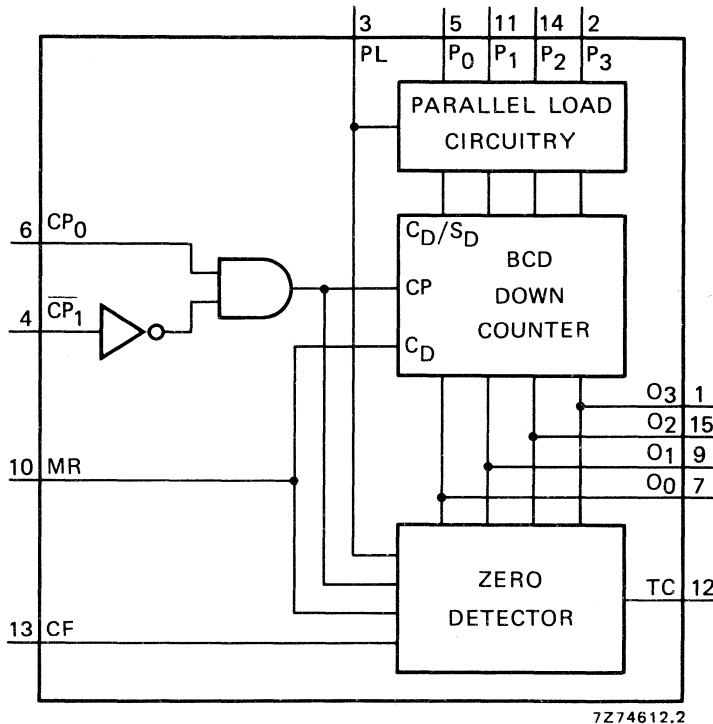 3 5 11 14 2
PL P0 P1 P2 P3
PARALLEL LOAD
CIRCUITRY
6 CP0
CD/SD
BCD
CP DOWN
4 C̅P̅1̅ COUNTER
CD
O3 1
O2 15
10 MR O1 9
O0 7
ZERO
TC 12
DETECTOR
13 CF
7Z74612.2